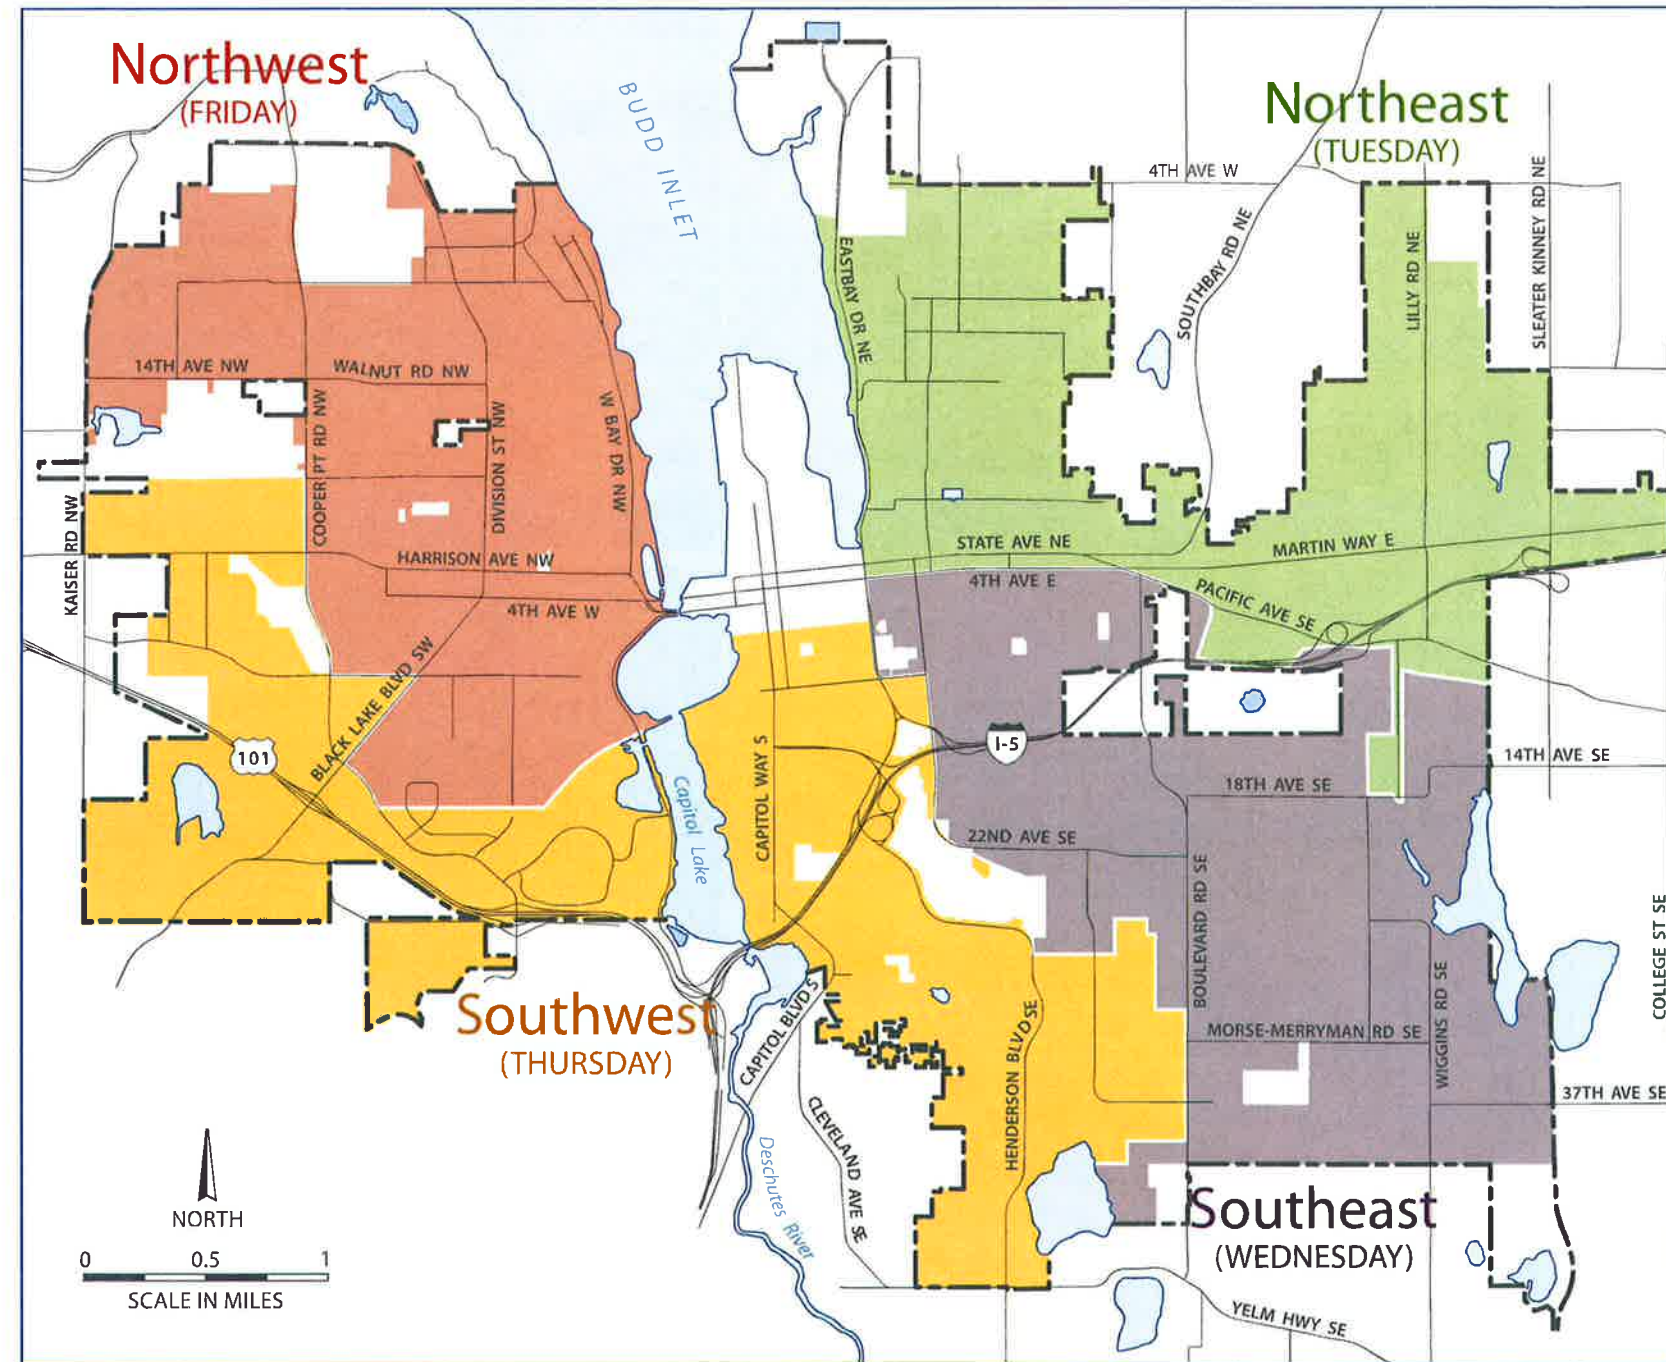 Northwest
(FRIDAY)
BUDD INLET
Northeast
(TUESDAY)
4TH AVE W
SLEATER KINNEY RD NE
SOUTHBAY RD NE
LILLY RD NE
EASTBAY DR NE
14TH AVE NW
WALNUT RD NW
COOPER PT RD NW
DIVISION ST NW
W BAY DR NW
KAISER RD NW
HARRISON AVE NW
4TH AVE W
STATE AVE NE
4TH AVE E
MARTIN WAY E
PACIFIC AVE SE
BLACK LAKE BLVD SW
101
I-5
CAPITOL WAY S
Capitol Lake
14TH AVE SE
18TH AVE SE
22ND AVE SE
BOULEVARD RD SE
COLLEGE ST SE
WIGGINS RD SE
Southwest
(THURSDAY)
CAPITOL BLVD S
HENDERSON BLVD SE
MORSE-MERRYMAN RD SE
37TH AVE SE
CLEVELAND AVE SE
Deschutes River
NORTH
0 0.5 1
SCALE IN MILES
Southeast
(WEDNESDAY)
YELM HWY SE